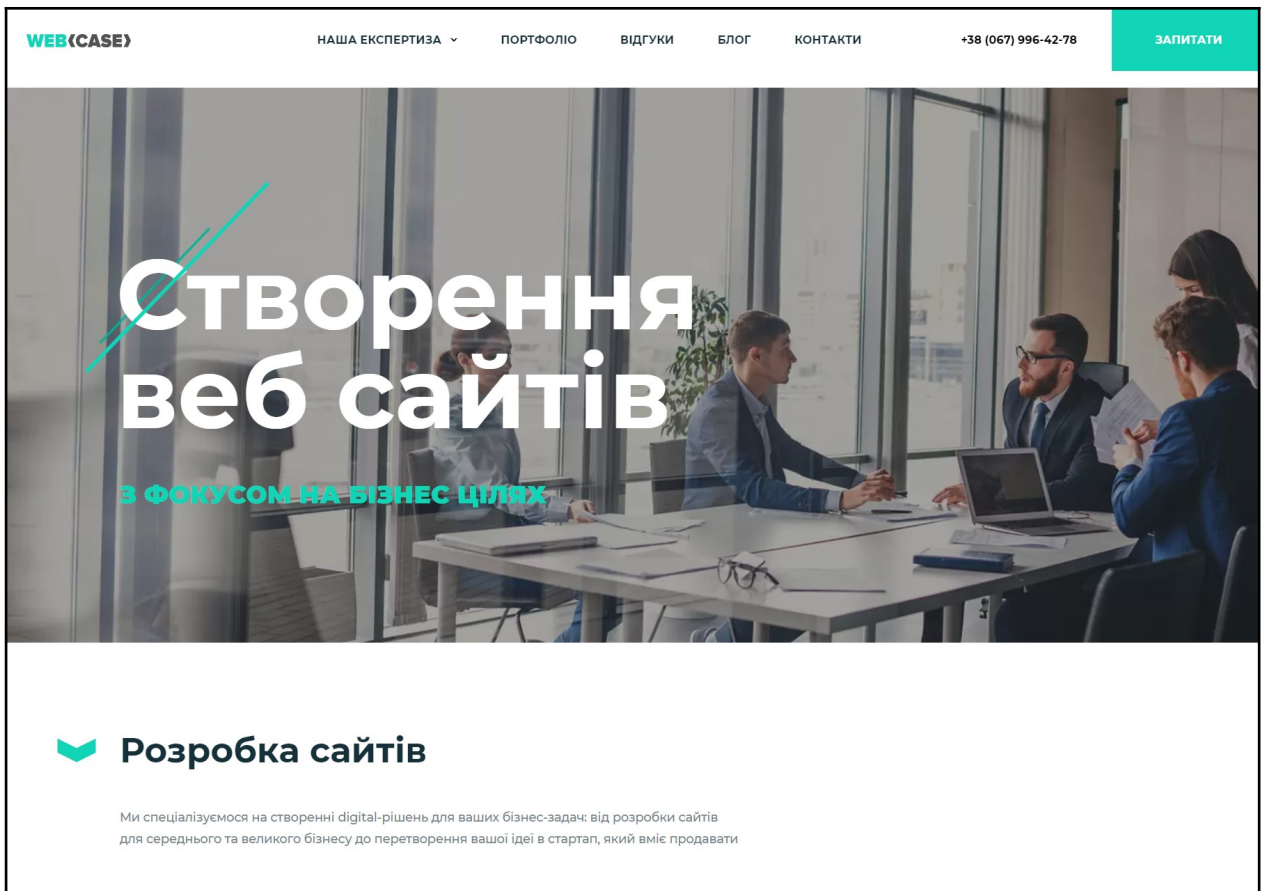 WEB{CASE}
НАША ЕКСПЕРТИЗА
ПОРТФОЛІО
ВІДГУКИ
БЛОГ
КОНТАКТИ
+38 (067) 996-42-78
ЗАПИТАТИ
Створення
веб сайтів
З ФОКУСОМ НА БІЗНЕС ЦІЛЯХ
Розробка сайтів
Ми спеціалізуємося на створенні digital-рішень для ваших бізнес-задач: від розробки сайтів
для середнього та великого бізнесу до перетворення вашої ідеї в стартап, який вміє продавати